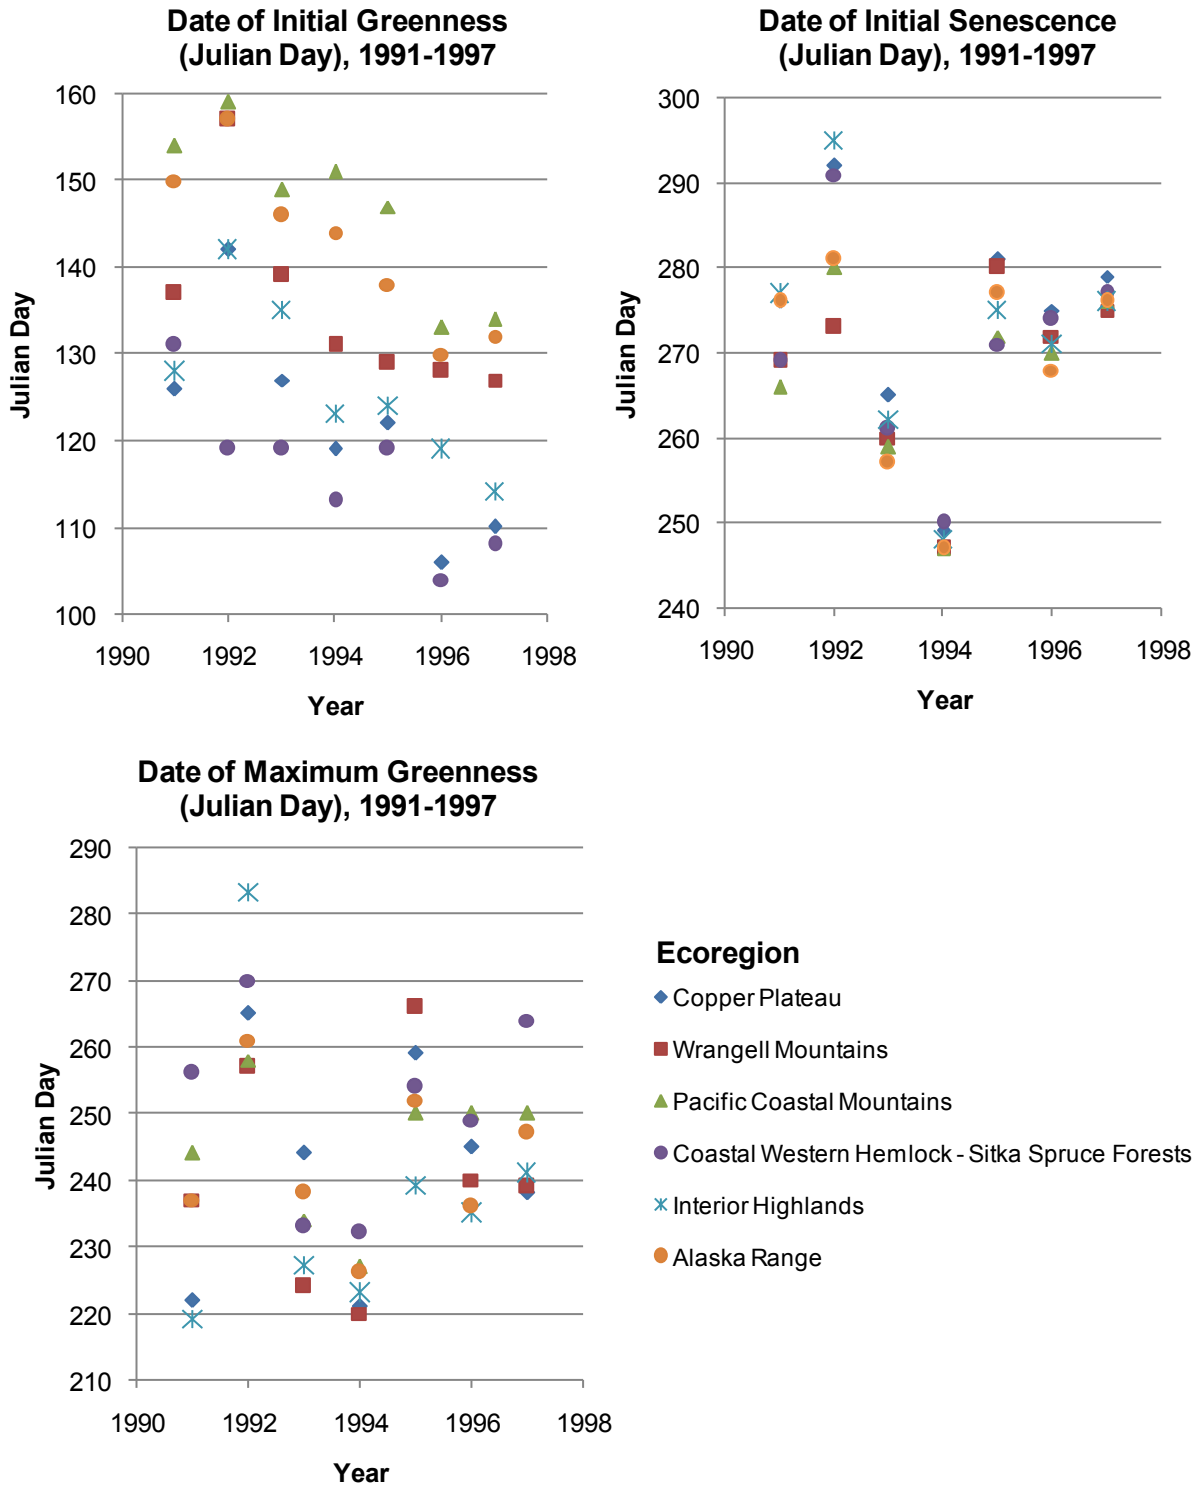 Date of Initial Greenness
(Julian Day), 1991-1997
160
150
140
130
120
110
100
Julian Day
1990
1992
1994
1996
1998
Year
Date of Initial Senescence
(Julian Day), 1991-1997
300
290
280
270
260
250
240
Julian Day
1990
1992
1994
1996
1998
Year
Date of Maximum Greenness
(Julian Day), 1991-1997
290
280
270
260
250
240
230
220
210
Julian Day
1990
1992
1994
1996
1998
Year
Ecoregion
Copper Plateau
Wrangell Mountains
Pacific Coastal Mountains
Coastal Western Hemlock - Sitka Spruce Forests
Interior Highlands
Alaska Range